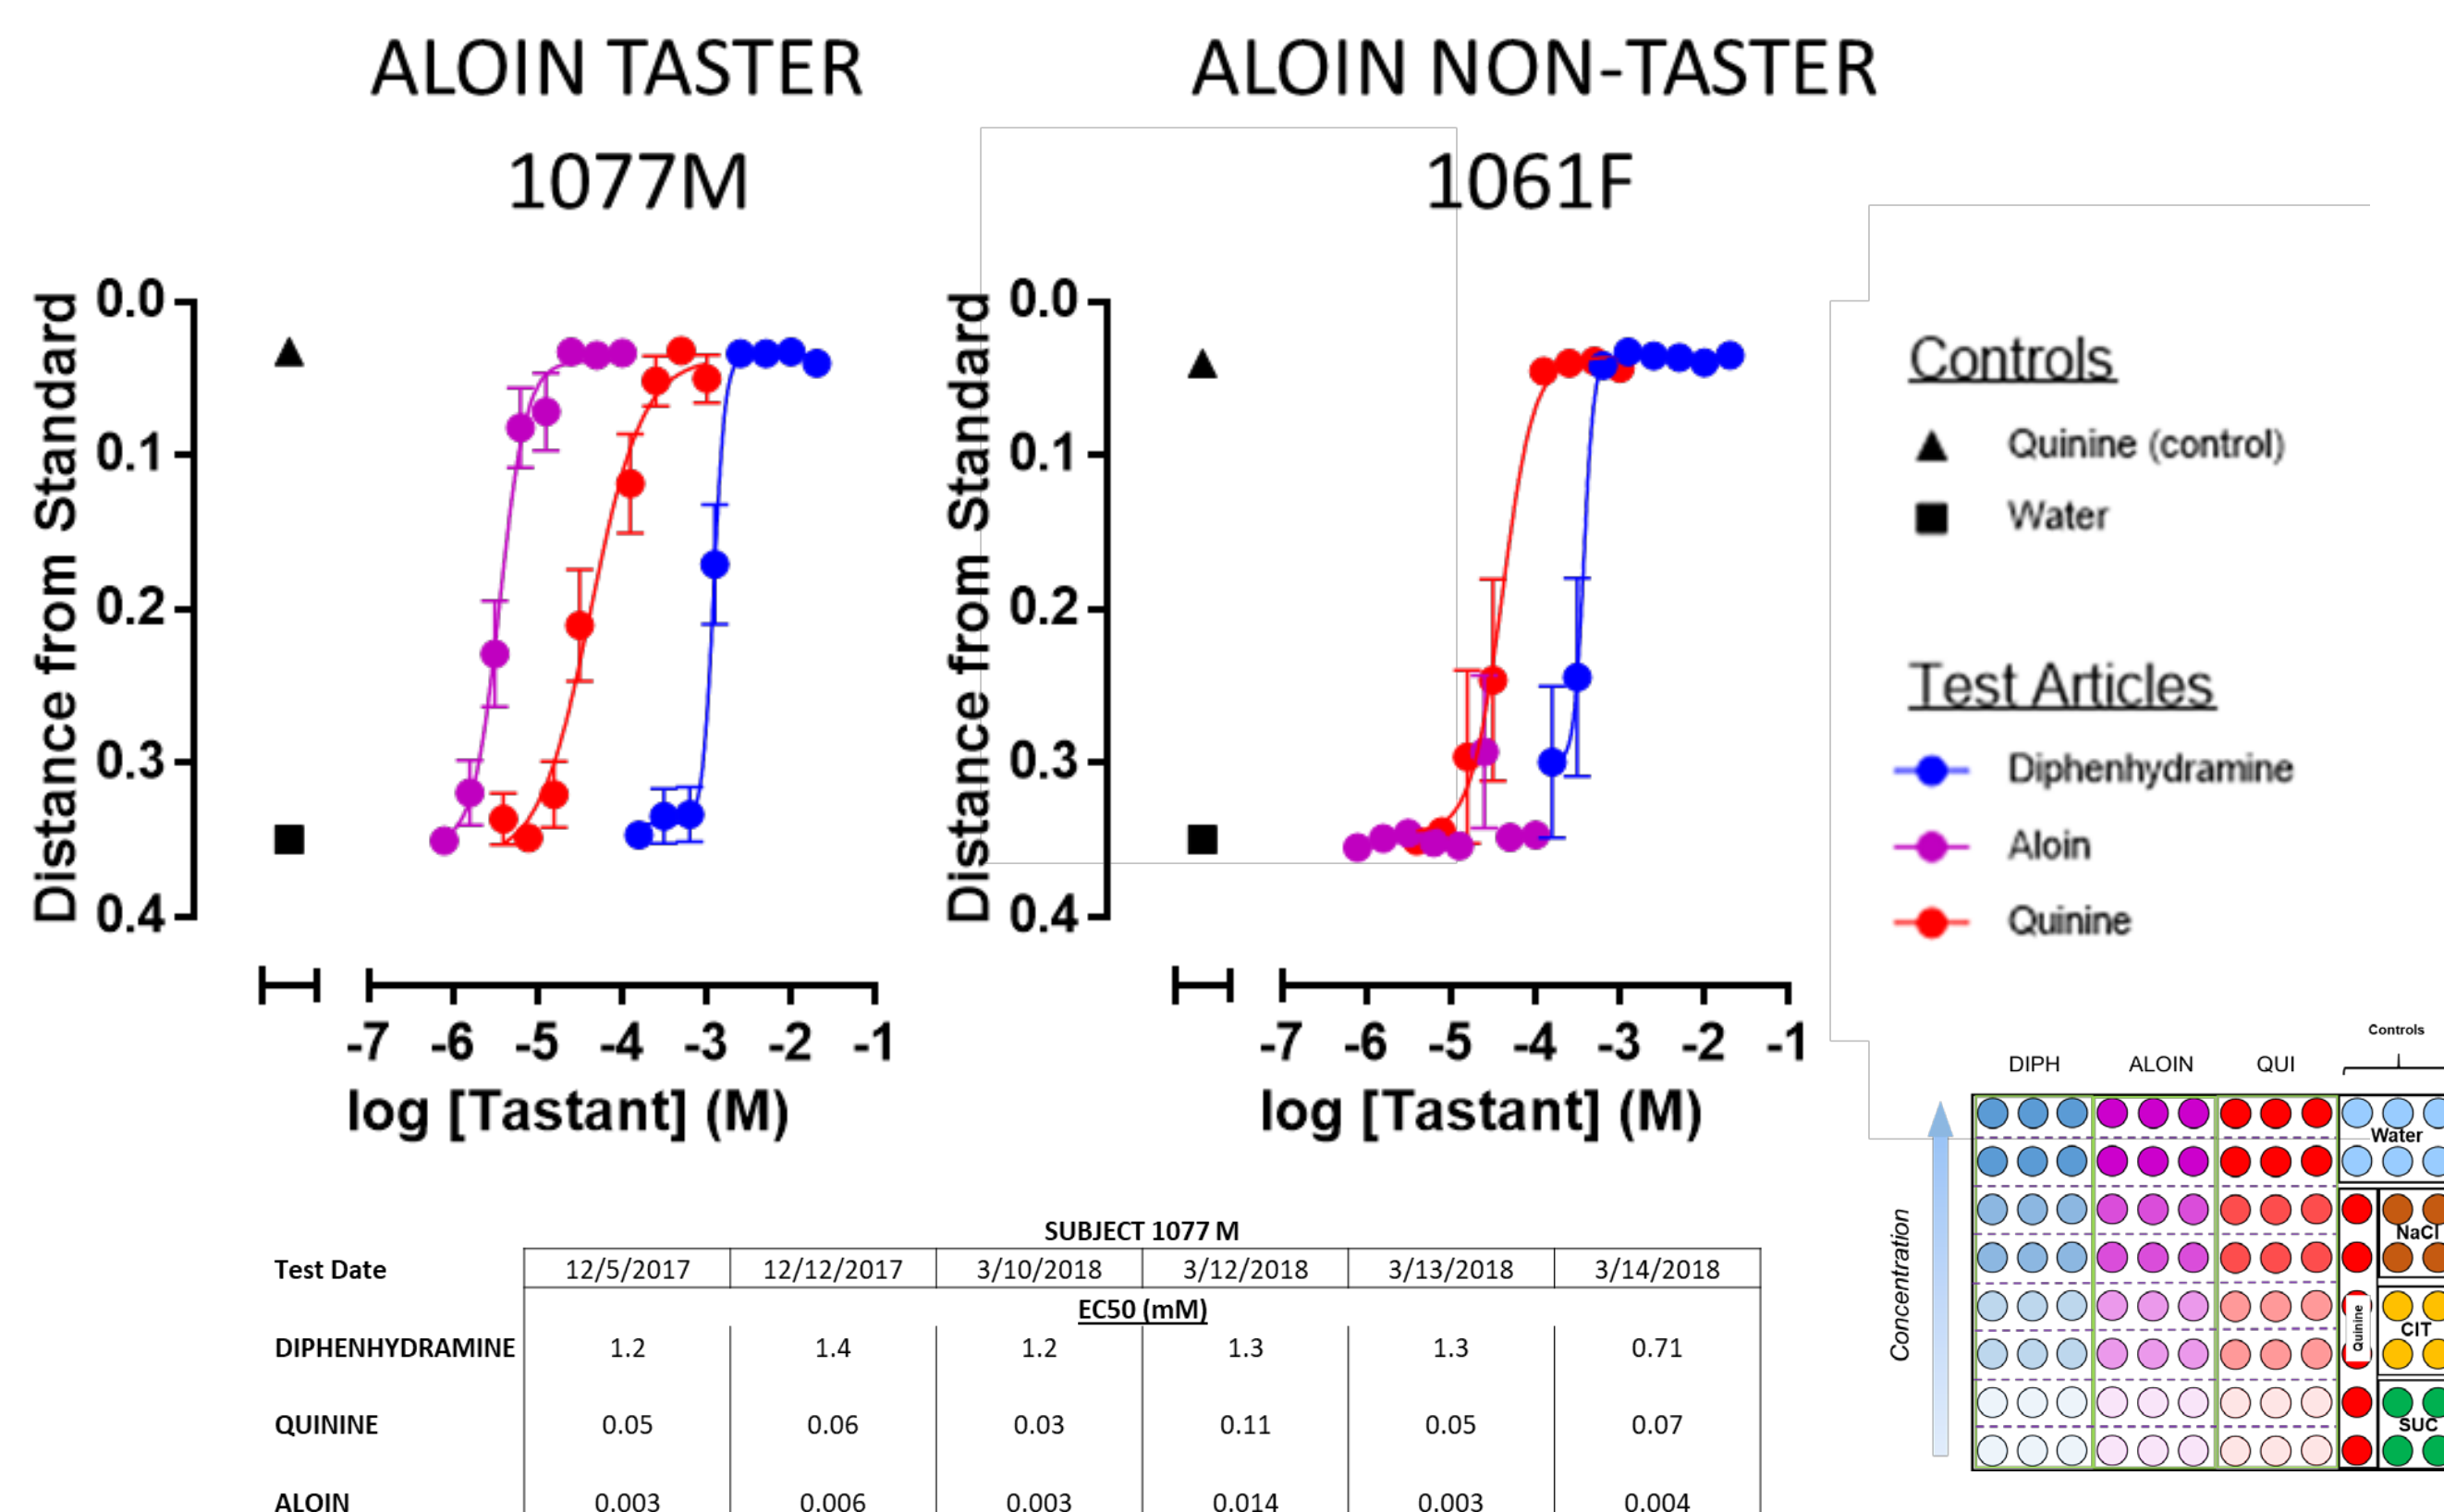 ALOIN TASTER
1077M
ALOIN NON-TASTER
1061F
Distance from Standard
0.0
0.1
0.2
0.3
0.4
-7 -6 -5 -4 -3 -2 -1
log [Tastant] (M)
Distance from Standard
0.0
0.1
0.2
0.3
0.4
-7 -6 -5 -4 -3 -2 -1
log [Tastant] (M)
Controls
Quinine (control)
Water
Test Articles
Diphenhydramine
Aloin
Quinine
Controls
DIPH ALOIN QUI
Concentration
Water
NaCl
Quinine
CIT
SUC
SUBJECT 1077 M
Test Date 12/5/2017 12/12/2017 3/10/2018 3/12/2018 3/13/2018 3/14/2018
EC50 (mM)
DIPHENHYDRAMINE 1.2 1.4 1.2 1.3 1.3 0.71
QUININE 0.05 0.06 0.03 0.11 0.05 0.07
ALOIN 0.003 0.006 0.003 0.014 0.003 0.004